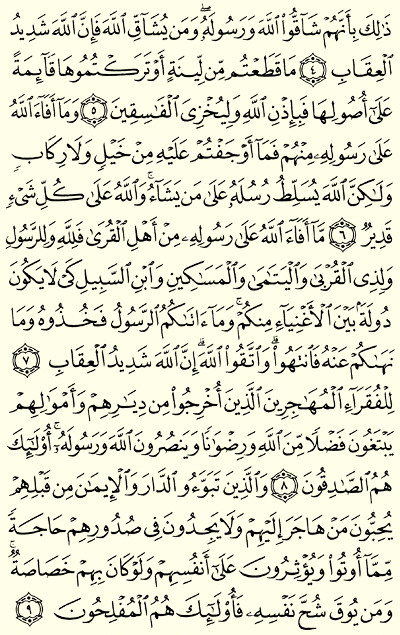 ذَٰلِكَ بِأَنَّهُمْ شَآقُّوا۟ ٱللَّهَ وَرَسُولَهُۥ ۖ وَمَن يُشَآقِّ ٱللَّهَ فَإِنَّ ٱللَّهَ شَدِيدُ
ٱلْعِقَابِ ٤ مَا قَطَعْتُم مِّن لِّينَةٍ أَوْ تَرَكْتُمُوهَا قَآئِمَةً
عَلَىٰٓ أُصُولِهَا فَبِإِذْنِ ٱللَّهِ وَلِيُخْزِىَ ٱلْفَٰسِقِينَ ٥ وَمَآ أَفَآءَ ٱللَّهُ
عَلَىٰ رَسُولِهِۦ مِنْهُمْ فَمَآ أَوْجَفْتُمْ عَلَيْهِ مِنْ خَيْلٍ وَلَا رِكَابٍ
وَلَٰكِنَّ ٱللَّهَ يُسَلِّطُ رُسُلَهُۥ عَلَىٰ مَن يَشَآءُ ۚ وَٱللَّهُ عَلَىٰ كُلِّ شَىْءٍ
قَدِيرٌ ٦ مَّآ أَفَآءَ ٱللَّهُ عَلَىٰ رَسُولِهِۦ مِنْ أَهْلِ ٱلْقُرَىٰ فَلِلَّهِ وَلِلرَّسُولِ
وَلِذِى ٱلْقُرْبَىٰ وَٱلْيَتَٰمَىٰ وَٱلْمَسَٰكِينِ وَٱبْنِ ٱلسَّبِيلِ كَىْ لَا يَكُونَ
دُولَةًۢ بَيْنَ ٱلْأَغْنِيَآءِ مِنكُمْ ۚ وَمَآ ءَاتَىٰكُمُ ٱلرَّسُولُ فَخُذُوهُ وَمَا
نَهَىٰكُمْ عَنْهُ فَٱنتَهُوا۟ ۚ وَٱتَّقُوا۟ ٱللَّهَ ۖ إِنَّ ٱللَّهَ شَدِيدُ ٱلْعِقَابِ ٧
لِلْفُقَرَآءِ ٱلْمُهَٰجِرِينَ ٱلَّذِينَ أُخْرِجُوا۟ مِن دِيَٰرِهِمْ وَأَمْوَٰلِهِمْ
يَبْتَغُونَ فَضْلًا مِّنَ ٱللَّهِ وَرِضْوَٰنًا وَيَنصُرُونَ ٱللَّهَ وَرَسُولَهُۥٓ ۚ أُو۟لَٰٓئِكَ
هُمُ ٱلصَّٰدِقُونَ ٨ وَٱلَّذِينَ تَبَوَّءُو ٱلدَّارَ وَٱلْإِيمَٰنَ مِن قَبْلِهِمْ
يُحِبُّونَ مَنْ هَاجَرَ إِلَيْهِمْ وَلَا يَجِدُونَ فِى صُدُورِهِمْ حَاجَةً
مِّمَّآ أُوتُوا۟ وَيُؤْثِرُونَ عَلَىٰٓ أَنفُسِهِمْ وَلَوْ كَانَ بِهِمْ خَصَاصَةٌ ۚ
وَمَن يُوقَ شُحَّ نَفْسِهِۦ فَأُو۟لَٰٓئِكَ هُمُ ٱلْمُفْلِحُونَ ٩